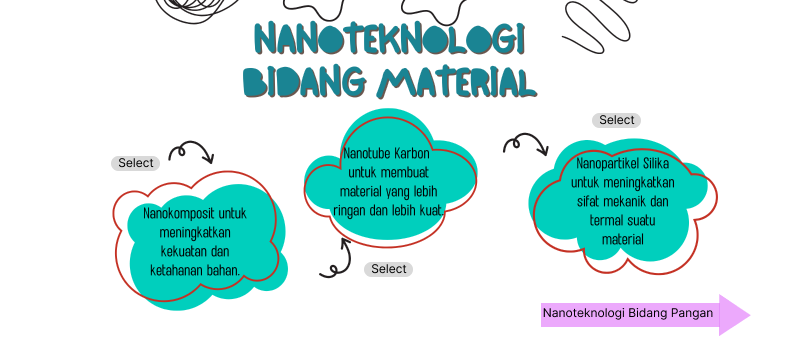 NANOTEKNOLOGI
BIDANG MATERIAL
Select
Nanokomposit untuk
meningkatkan
kekuatan dan
ketahanan bahan.
Nanotube Karbon
untuk membuat
material yang lebih
ringan dan lebih kuat.
Select
Select
Nanopartikel Silika
untuk meningkatkan
sifat mekanik dan
termal suatu
material
Nanoteknologi Bidang Pangan